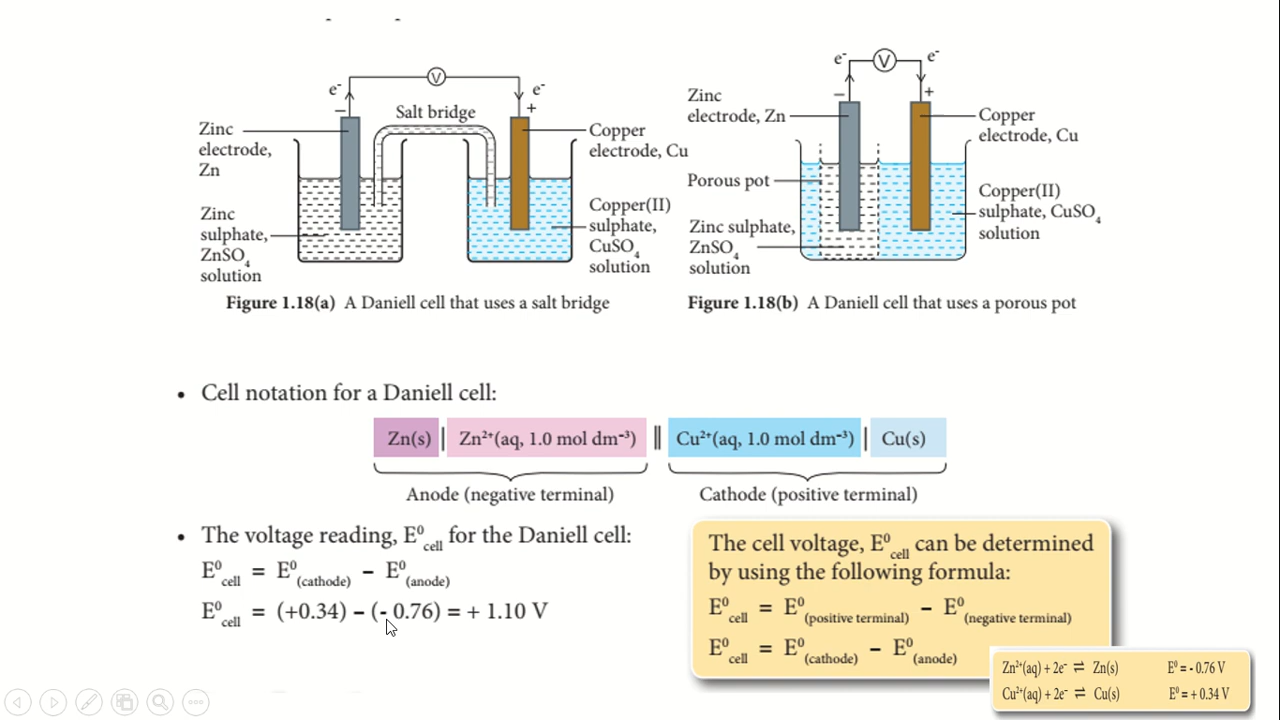 e⁻ V e⁻
− +
Salt bridge
Zinc
electrode,
Zn
Copper
electrode, Cu
Zinc
sulphate,
ZnSO₄
solution
Copper(II)
sulphate,
CuSO₄
solution
Figure 1.18(a) A Daniell cell that uses a salt bridge
e⁻ V e⁻
− +
Zinc
electrode, Zn
Copper
electrode, Cu
Porous pot
Zinc sulphate,
ZnSO₄
solution
Copper(II)
sulphate, CuSO₄
solution
Figure 1.18(b) A Daniell cell that uses a porous pot
• Cell notation for a Daniell cell:
Zn(s) | Zn²⁺(aq, 1.0 mol dm⁻³) || Cu²⁺(aq, 1.0 mol dm⁻³) | Cu(s)
Anode (negative terminal) Cathode (positive terminal)
• The voltage reading, E⁰cell for the Daniell cell:
E⁰cell = E⁰(cathode) − E⁰(anode)
E⁰cell = (+0.34) − (- 0.76) = + 1.10 V
The cell voltage, E⁰cell can be determined
by using the following formula:
E⁰cell = E⁰(positive terminal) − E⁰(negative terminal)
E⁰cell = E⁰(cathode) − E⁰(anode)
Zn²⁺(aq) + 2e⁻ ⇌ Zn(s) E⁰ = - 0.76 V
Cu²⁺(aq) + 2e⁻ ⇌ Cu(s) E⁰ = + 0.34 V